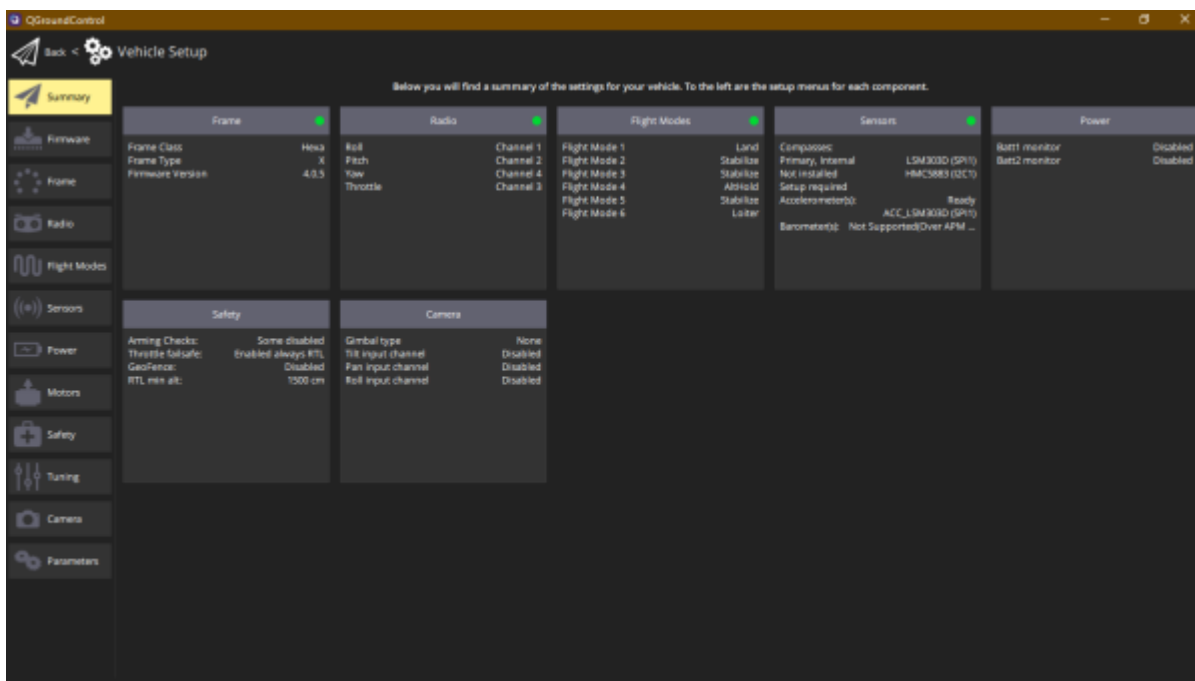 QGroundControl
Back < Vehicle Setup
Below you will find a summary of the settings for your vehicle. To the left are the setup menus for each component.
Summary
Firmware
Frame
Radio
Flight Modes
Sensors
Power
Motors
Safety
Tuning
Camera
Parameters
Frame
Frame Class Hexa
Frame Type X
Firmware Version 4.0.5
Radio
Roll Channel 1
Pitch Channel 2
Yaw Channel 4
Throttle Channel 3
Flight Modes
Flight Mode 1 Land
Flight Mode 2 Stabilize
Flight Mode 3 Stabilize
Flight Mode 4 AltHold
Flight Mode 5 Stabilize
Flight Mode 6 Loiter
Sensors
Compasses:
Primary, Internal LSM303D (SPI1)
Not installed HMC5883 (I2C1)
Setup required
Accelerometer(s): Ready
ACC_LSM303D (SPI1)
Barometer(s): Not Supported(Over APM ...
Power
Batt1 monitor Disabled
Batt2 monitor Disabled
Safety
Arming Checks: Some disabled
Throttle failsafe: Enabled always RTL
GeoFence: Disabled
RTL min alt: 1500 cm
Camera
Gimbal type None
Tilt input channel Disabled
Pan input channel Disabled
Roll input channel Disabled